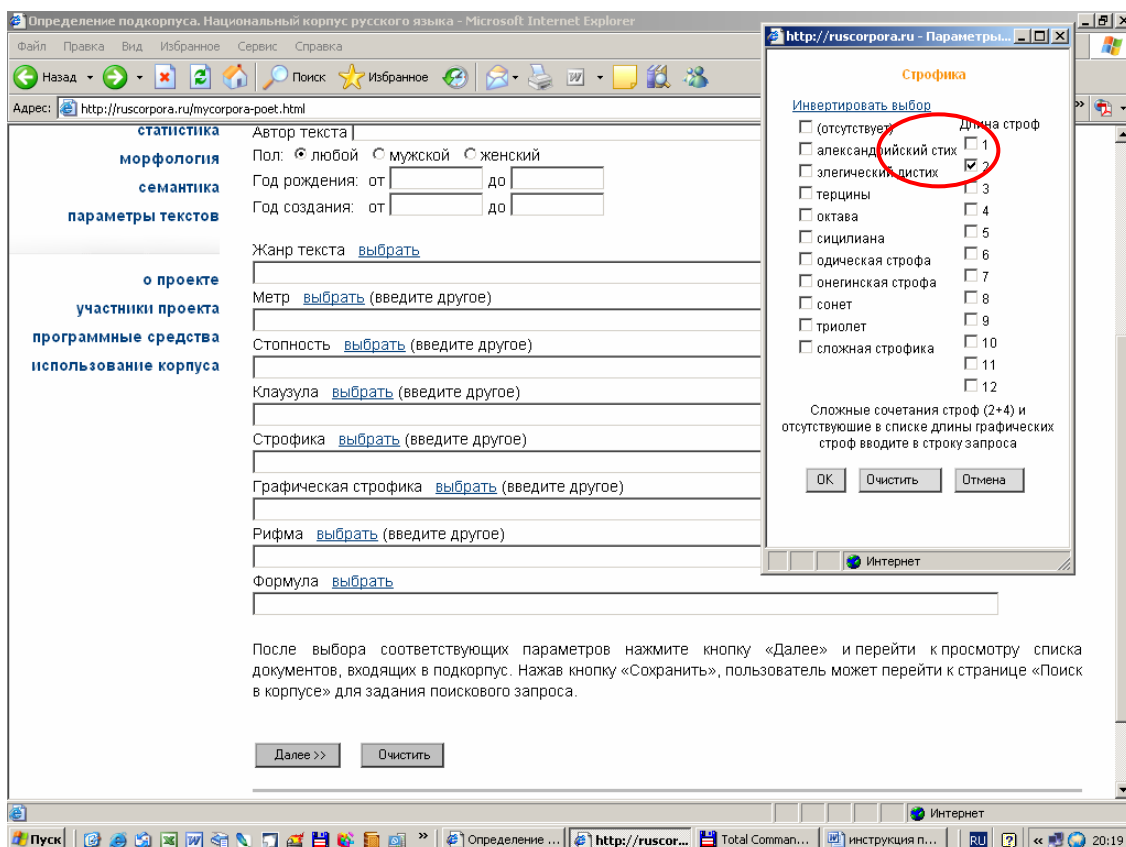 Определение подкорпуса. Национальный корпус русского языка - Microsoft Internet Explorer
Файл Правка Вид Избранное Сервис Справка
Назад Поиск Избранное
Адрес: http://ruscorpora.ru/mycorpora-poet.html
статистика
морфология
семантика
параметры текстов
о проекте
участники проекта
программные средства
использование корпуса
Автор текста
Пол: любой мужской женский
Год рождения: от до
Год создания: от до
Жанр текста выбрать
Метр выбрать (введите другое)
Стопность выбрать (введите другое)
Клаузула выбрать (введите другое)
Строфика выбрать (введите другое)
Графическая строфика выбрать (введите другое)
Рифма выбрать (введите другое)
Формула выбрать
После выбора соответствующих параметров нажмите кнопку «Далее» и перейти к просмотру списка
документов, входящих в подкорпус. Нажав кнопку «Сохранить», пользователь может перейти к странице «Поиск
в корпусе» для задания поискового запроса.
Далее >> Очистить
http://ruscorpora.ru - Параметры...
Строфика
Инвертировать выбор
Длина строф
(отсутствует) 1
александрийский стих 2
элегический дистих 3
терцины 4
октава 5
сицилиана 6
одическая строфа 7
онегинская строфа 8
сонет 9
триолет 10
сложная строфика 11
12
Сложные сочетания строф (2+4) и
отсутствуюшие в списке длины графических
строф вводите в строку запроса
OK Очистить Отмена
Интернет
Интернет
Пуск » Определение ... http://ruscor... Total Comman... инструкция п... RU ? « 20:19